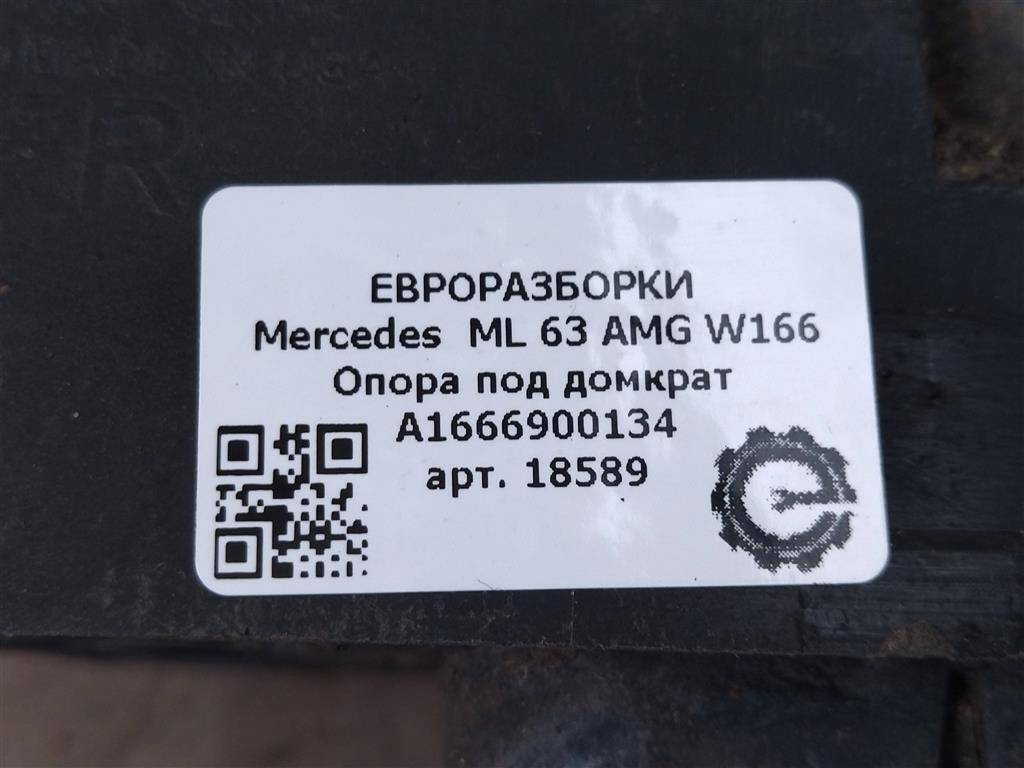 R
ЕВРОРАЗБОРКИ
Mercedes ML 63 AMG W166
Опора под домкрат
A1666900134
арт. 18589